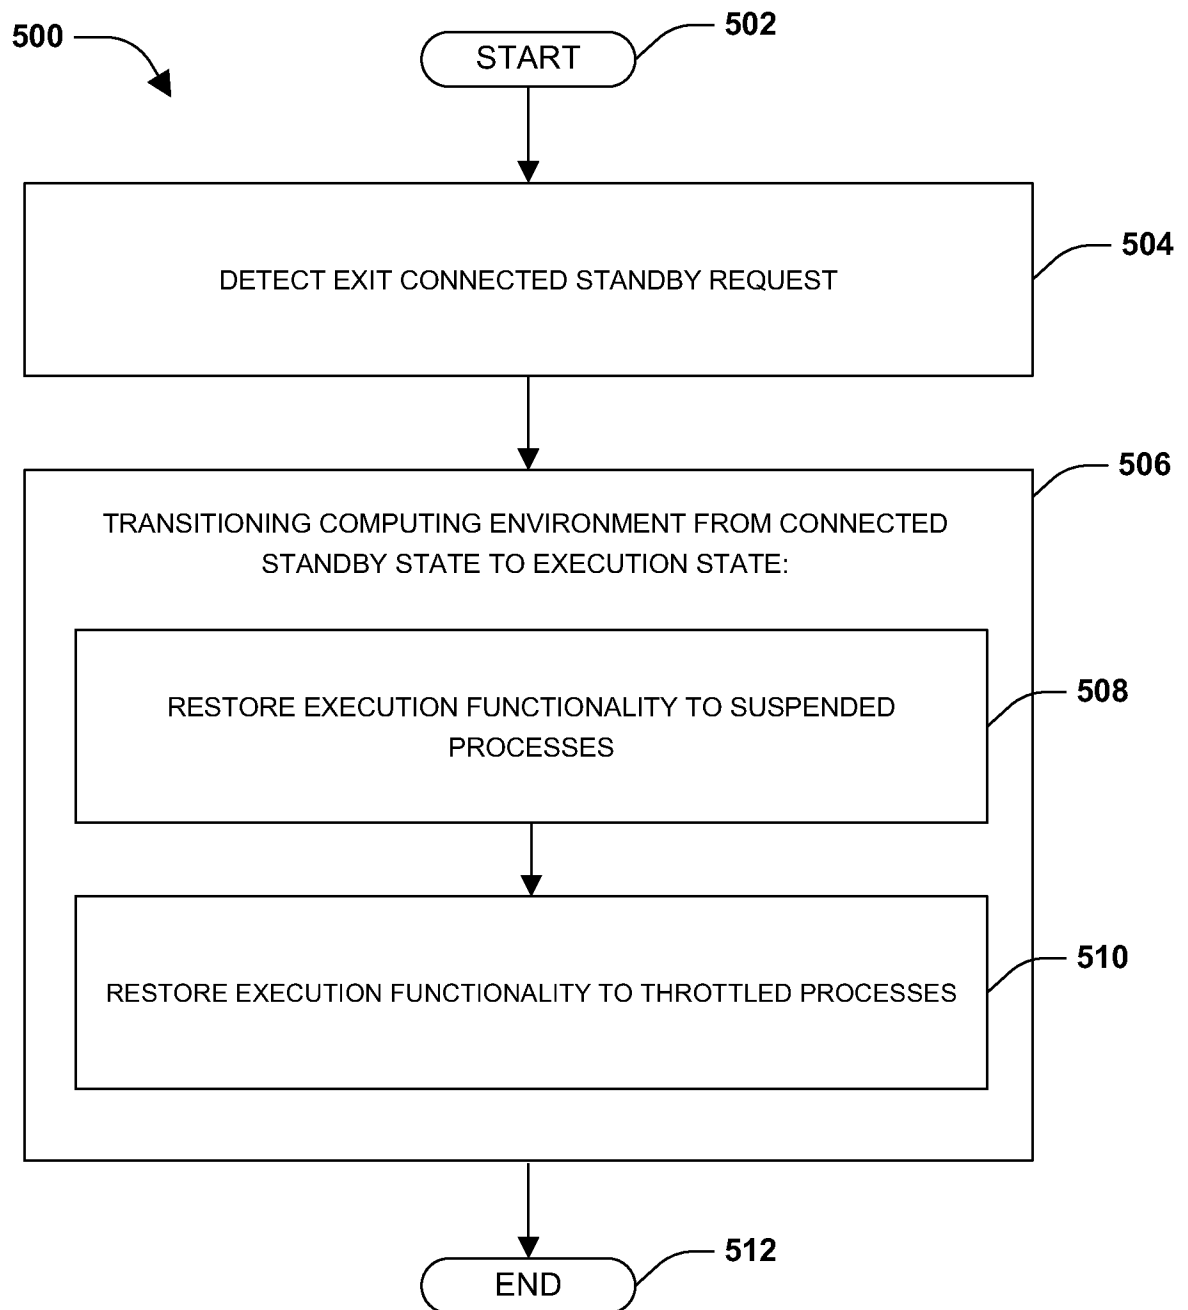 500
START
502
DETECT EXIT CONNECTED STANDBY REQUEST
504
506
TRANSITIONING COMPUTING ENVIRONMENT FROM CONNECTED
STANDBY STATE TO EXECUTION STATE:
RESTORE EXECUTION FUNCTIONALITY TO SUSPENDED
PROCESSES
508
RESTORE EXECUTION FUNCTIONALITY TO THROTTLED PROCESSES
510
END
512